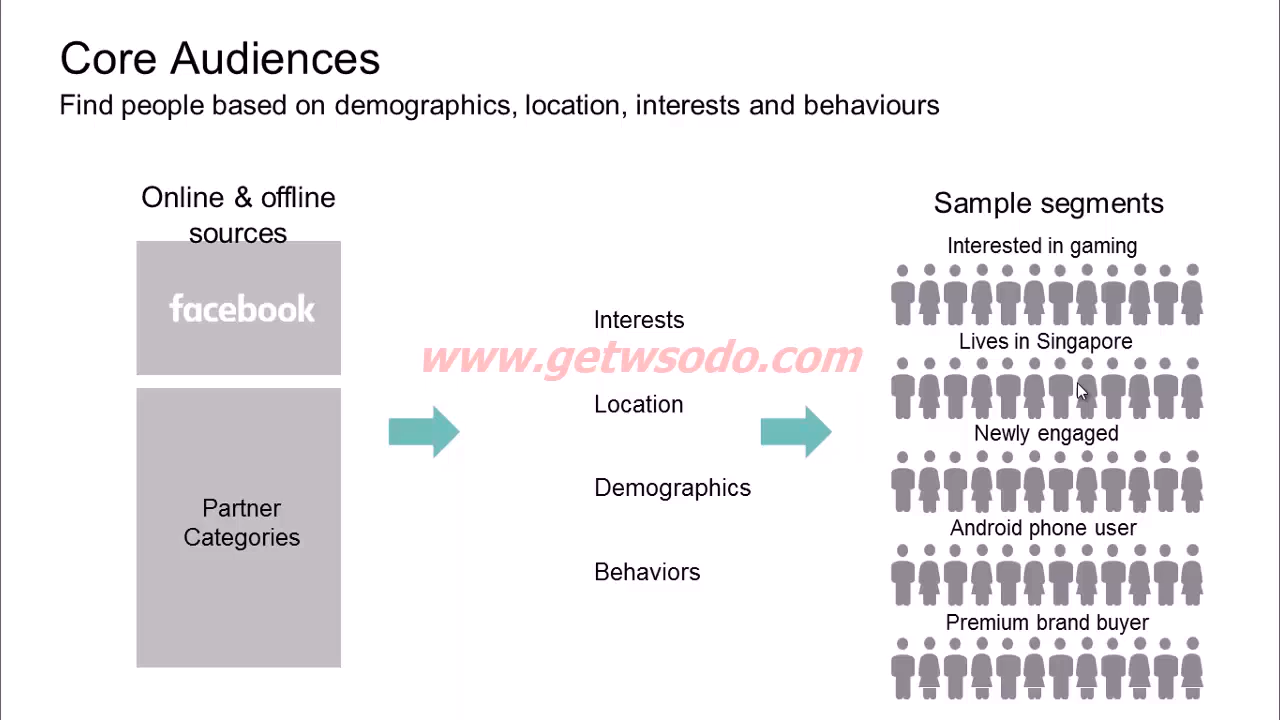 Core Audiences
Find people based on demographics, location, interests and behaviours
Online & offline
sources
facebook
Partner
Categories
Interests
www.getwsodo.com
Location
Demographics
Behaviors
Sample segments
Interested in gaming
Lives in Singapore
Newly engaged
Android phone user
Premium brand buyer